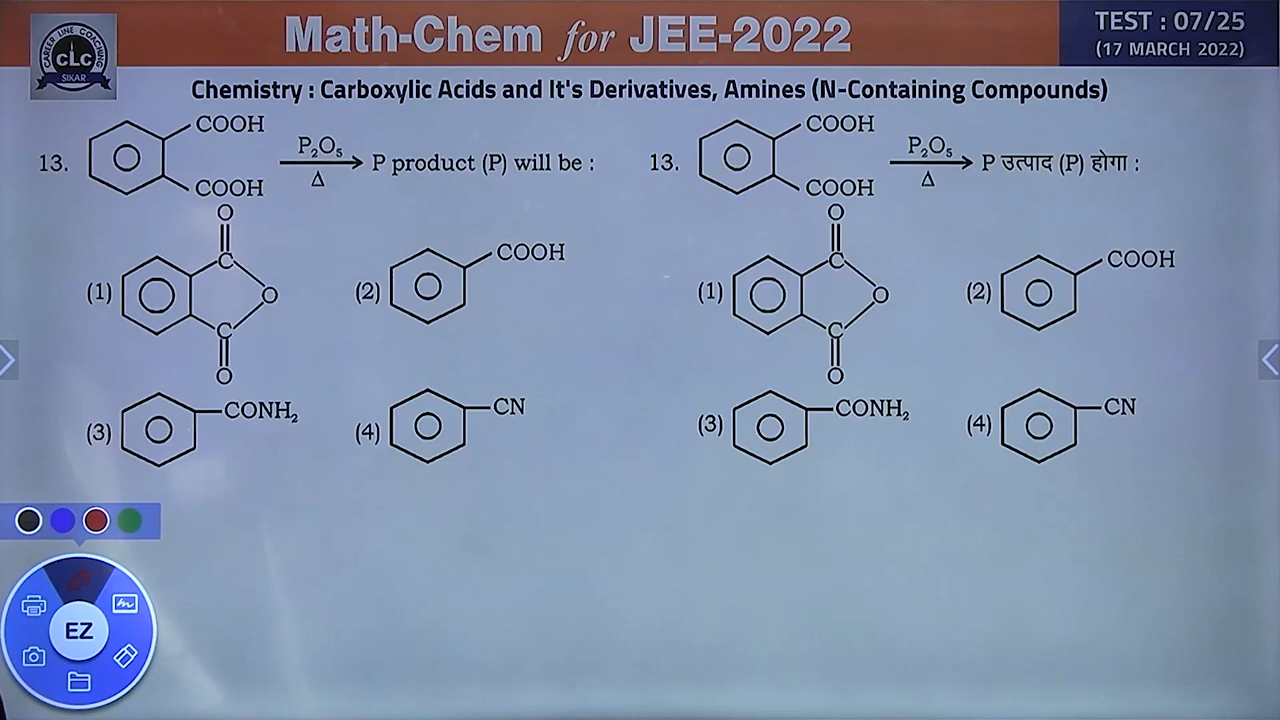 CAREER LINE COACHING
CLC
SIKAR
Math-Chem for JEE-2022
TEST : 07/25
(17 MARCH 2022)
Chemistry : Carboxylic Acids and It's Derivatives, Amines (N-Containing Compounds)
13.
COOH
COOH
P₂O₅
Δ
P product (P) will be :
(1)
O
C
O
C
O
(2)
COOH
(3)
CONH₂
(4)
CN
13.
COOH
COOH
P₂O₅
Δ
P उत्पाद (P) होगा :
(1)
O
C
O
C
O
(2)
COOH
(3)
CONH₂
(4)
CN
EZ